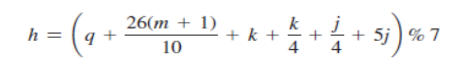 h = (q + 26(m + 1)/10 + k + k/4 + j/4 + 5j) % 7